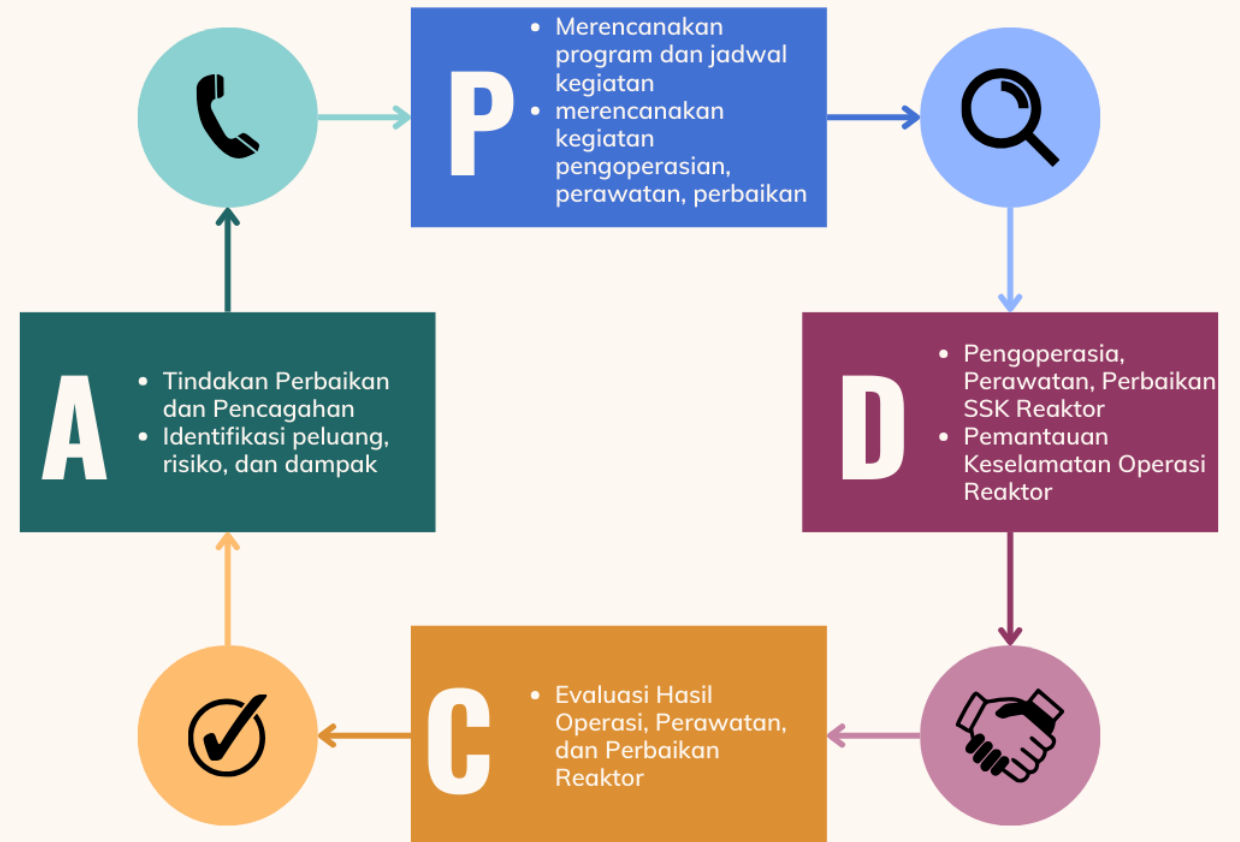 P
• Merencanakan
program dan jadwal
kegiatan
• merencanakan
kegiatan
pengoperasian,
perawatan, perbaikan
D
• Pengoperasia,
Perawatan, Perbaikan
SSK Reaktor
• Pemantauan
Keselamatan Operasi
Reaktor
C
• Evaluasi Hasil
Operasi, Perawatan,
dan Perbaikan
Reaktor
A
• Tindakan Perbaikan
dan Pencagahan
• Identifikasi peluang,
risiko, dan dampak